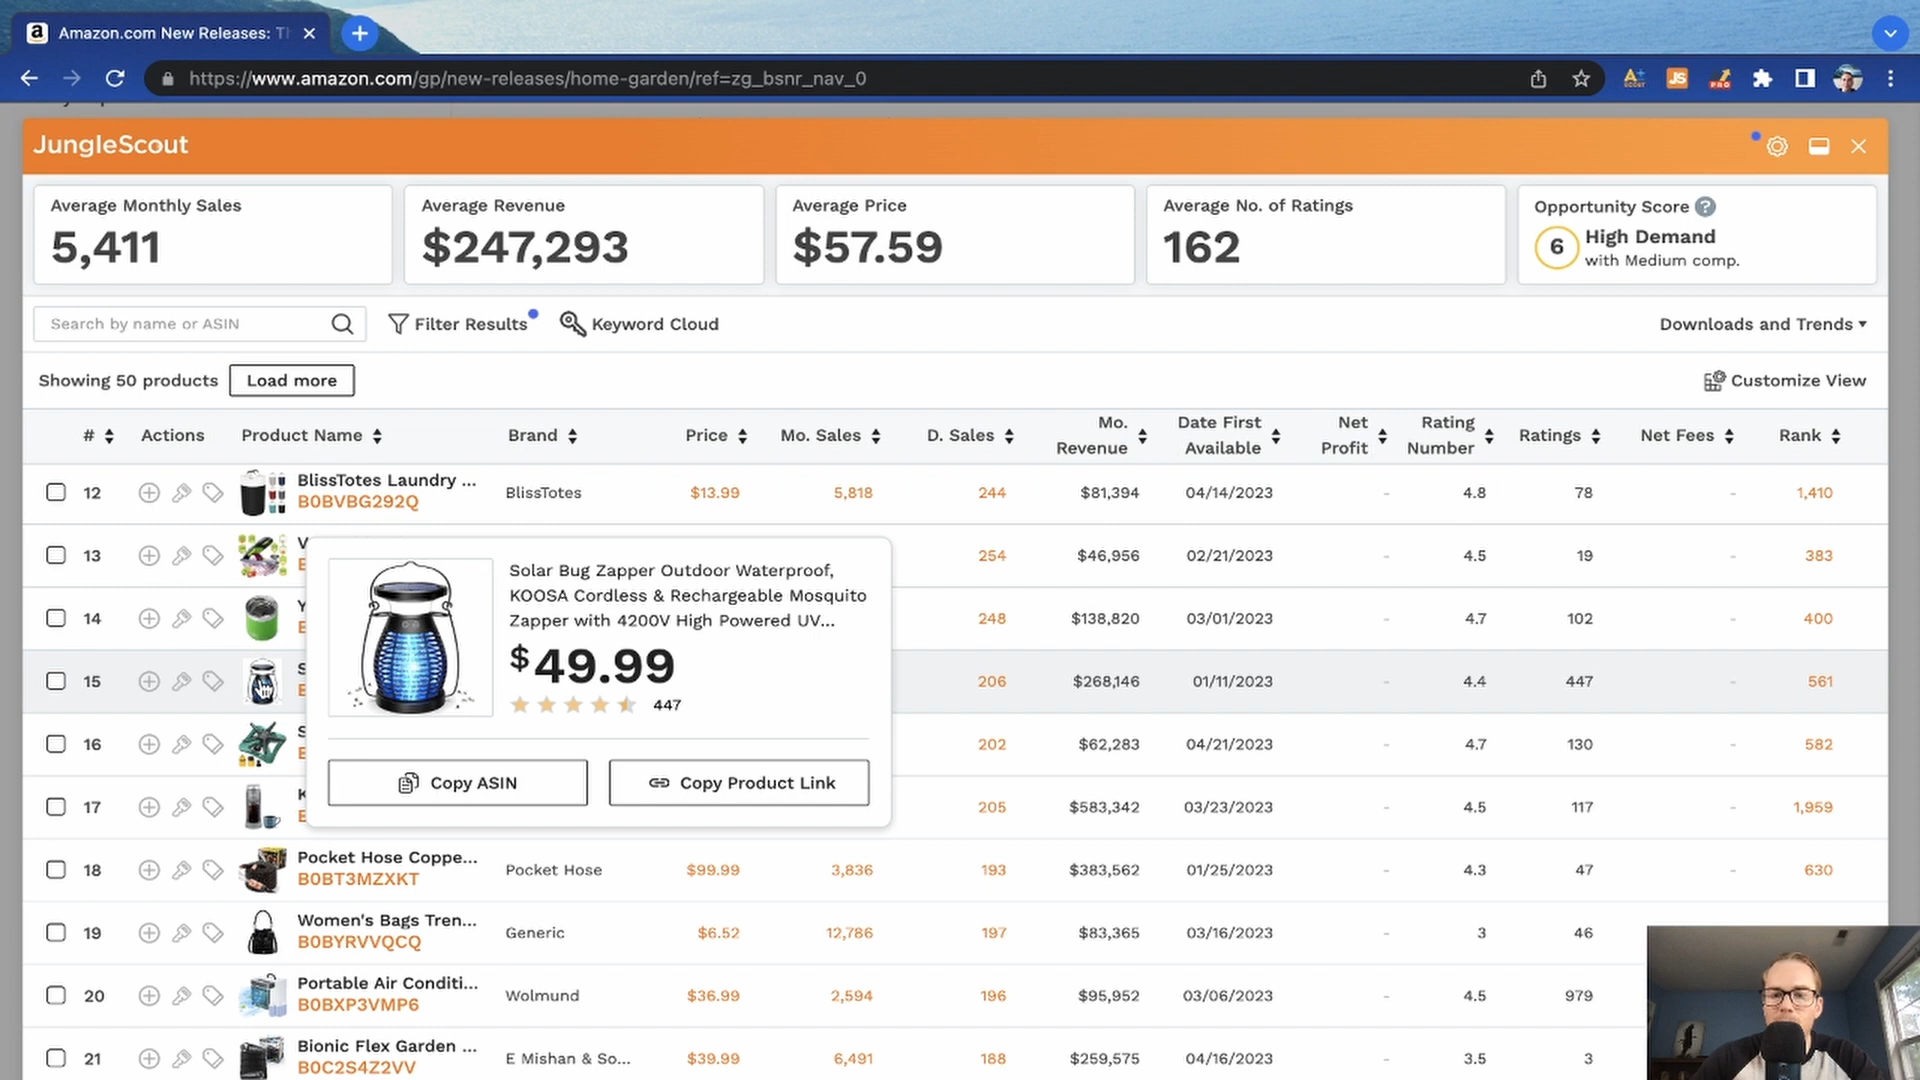 Amazon.com New Releases: Th
https://www.amazon.com/gp/new-releases/home-garden/ref=zg_bsnr_nav_0
JungleScout
Average Monthly Sales
5,411
Average Revenue
$247,293
Average Price
$57.59
Average No. of Ratings
162
Opportunity Score ?
6 High Demand
with Medium comp.
Search by name or ASIN
Filter Results
Keyword Cloud
Downloads and Trends
Showing 50 products
Load more
Customize View
# Actions Product Name Brand Price Mo. Sales D. Sales Mo. Revenue Date First Available Net Profit Rating Number Ratings Net Fees Rank
12 BlissTotes Laundry ... BlissTotes $13.99 5,818 244 $81,394 04/14/2023 - 4.8 78 - 1,410
B0BVBG292Q
13 V 254 $46,956 02/21/2023 - 4.5 19 - 383
14 Y 248 $138,820 03/01/2023 - 4.7 102 - 400
15 S 206 $268,146 01/11/2023 - 4.4 447 - 561
16 S 202 $62,283 04/21/2023 - 4.7 130 - 582
17 K 205 $583,342 03/23/2023 - 4.5 117 - 1,959
Solar Bug Zapper Outdoor Waterproof,
KOOSA Cordless & Rechargeable Mosquito
Zapper with 4200V High Powered UV...
$49.99
447
Copy ASIN
Copy Product Link
18 Pocket Hose Coppe... Pocket Hose $99.99 3,836 193 $383,562 01/25/2023 - 4.3 47 - 630
B0BT3MZXKT
19 Women's Bags Tren... Generic $6.52 12,786 197 $83,365 03/16/2023 - 3 46
B0BYRVVQCQ
20 Portable Air Conditi... Wolmund $36.99 2,594 196 $95,952 03/06/2023 - 4.5 979
B0BXP3VMP6
21 Bionic Flex Garden ... E Mishan & So... $39.99 6,491 188 $259,575 04/16/2023 - 3.5 3
B0C2S4Z2VV